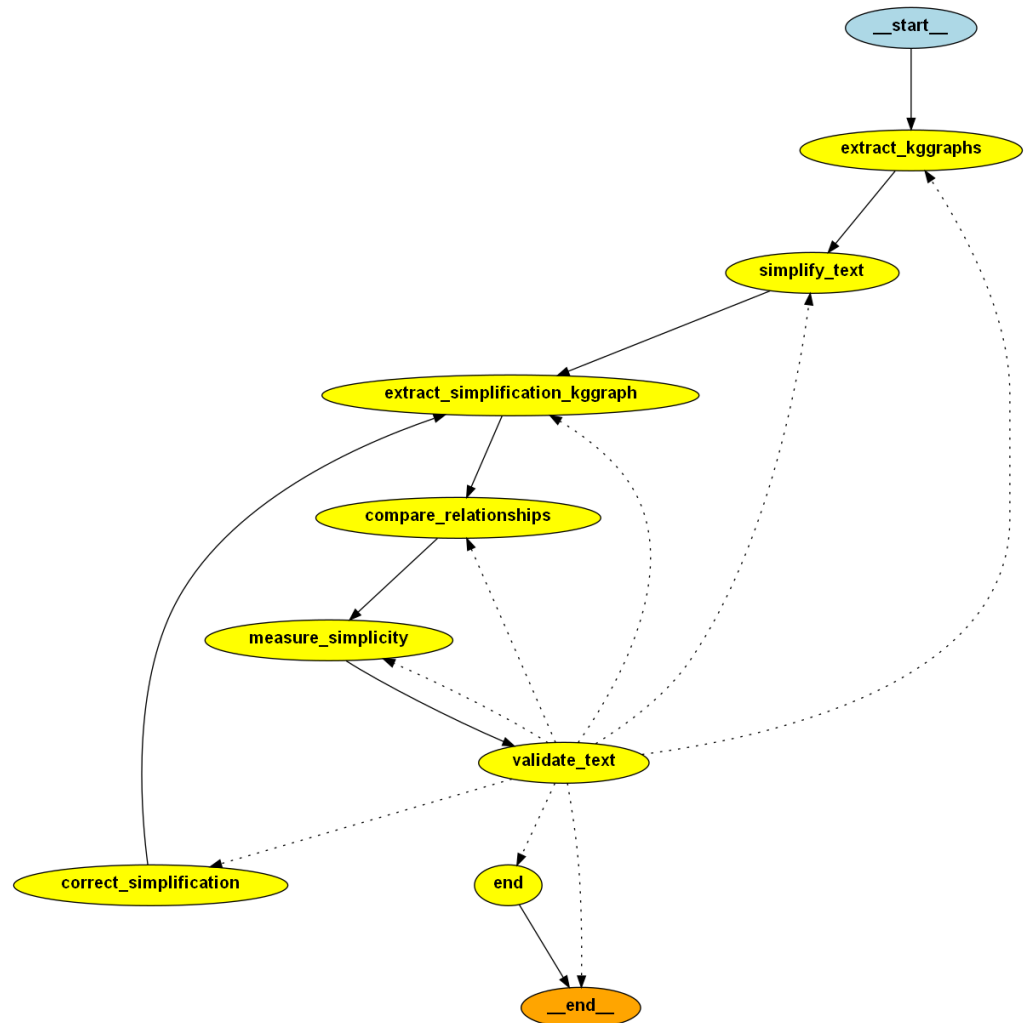 __start__
extract_kggraphs
simplify_text
extract_simplification_kggraph
compare_relationships
measure_simplicity
validate_text
correct_simplification
end
__end__